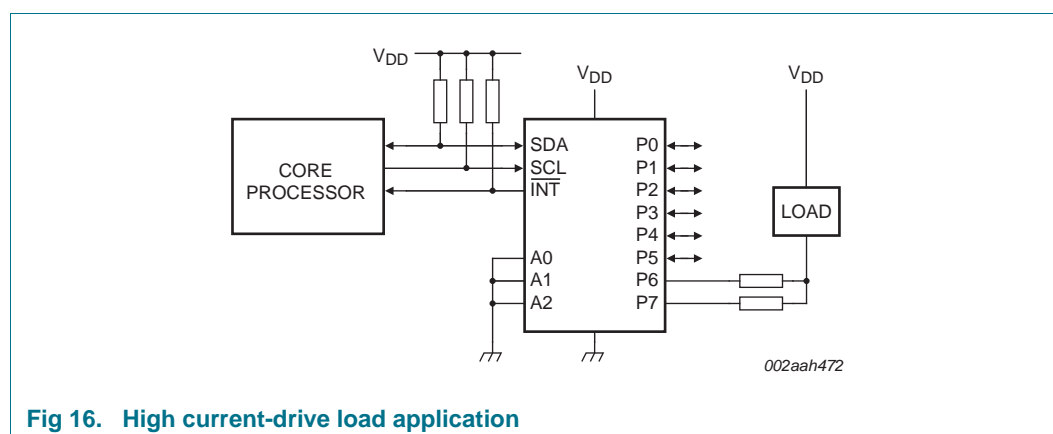 VDD
VDD
VDD
CORE
PROCESSOR
SDA
SCL
INT
A0
A1
A2
P0
P1
P2
P3
P4
P5
P6
P7
LOAD
002aah472
Fig 16. High current-drive load application